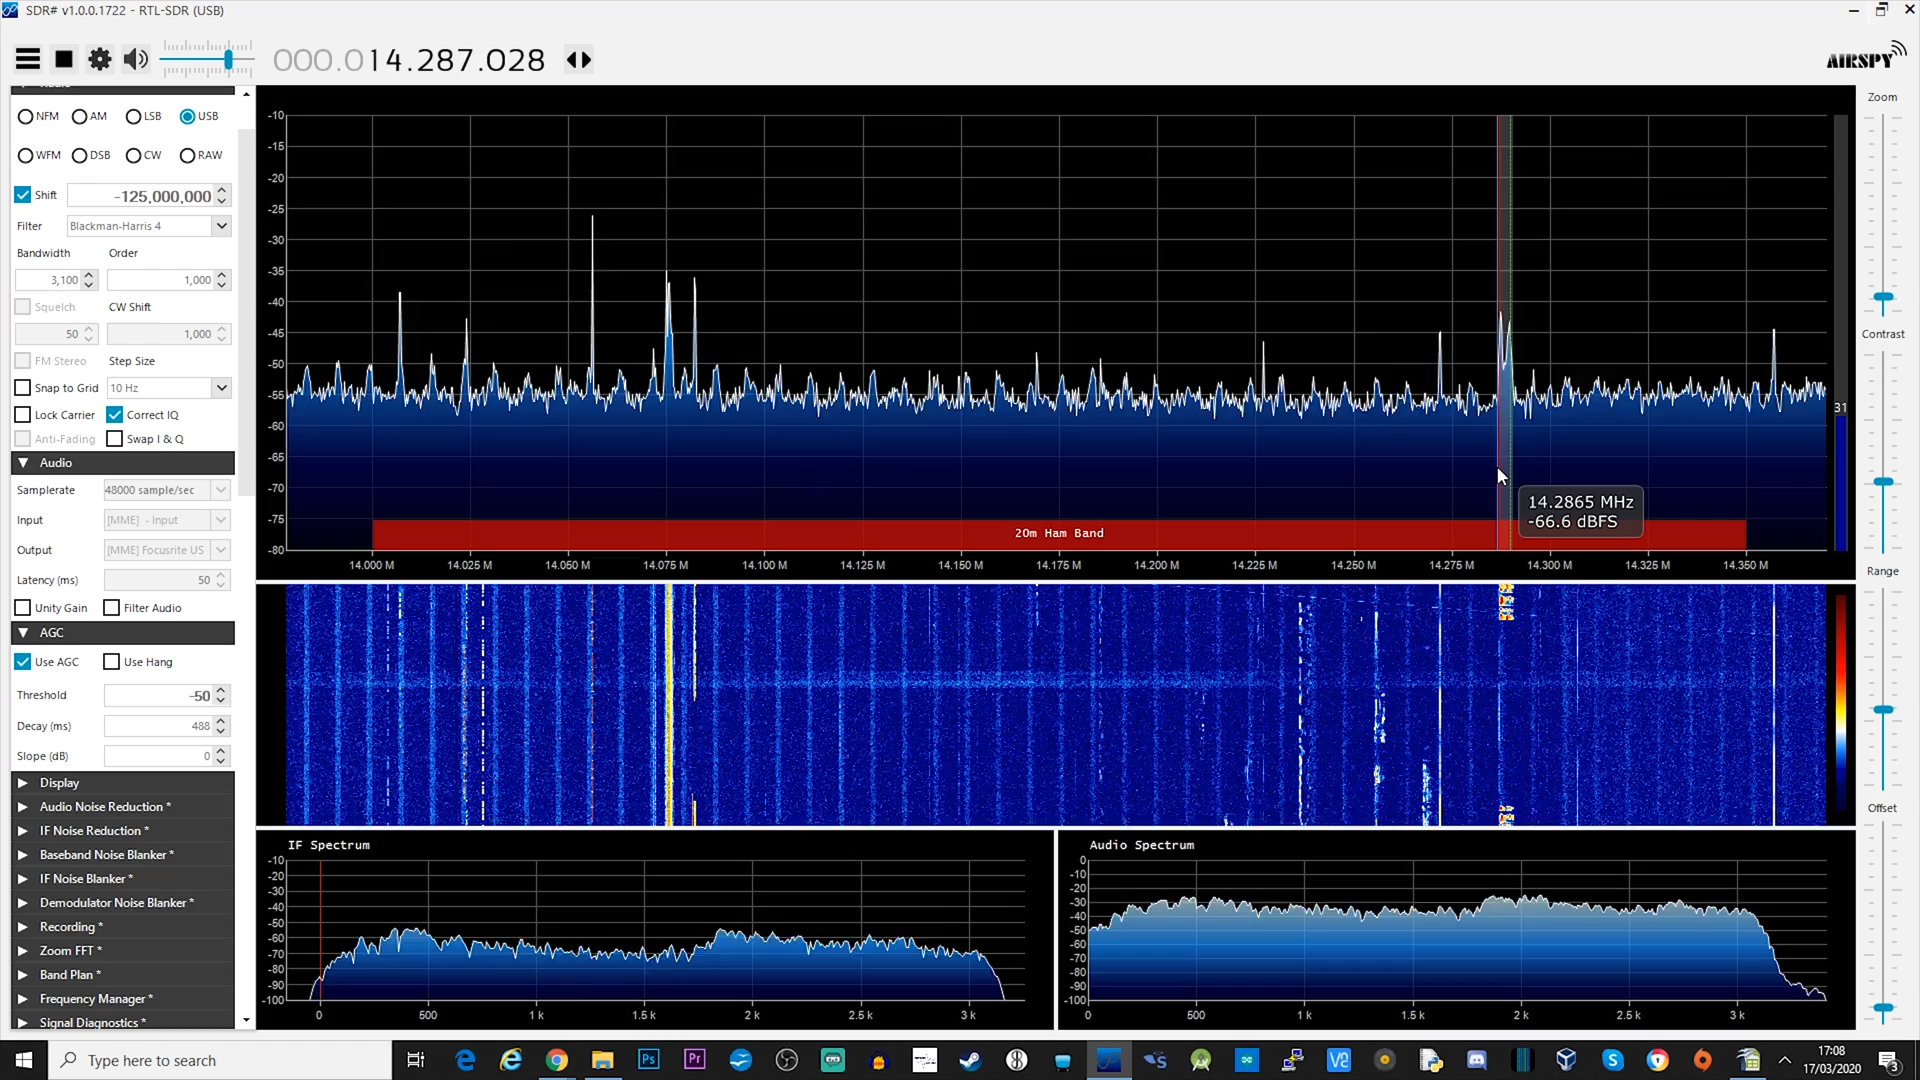 SDR# v1.0.0.1722 - RTL-SDR (USB)
000.014.287.028
AIRSPY
NFM AM LSB USB
WFM DSB CW RAW
Shift -125,000,000
Filter Blackman-Harris 4
Bandwidth Order
3,100 1,000
Squelch CW Shift
50 1,000
FM Stereo Step Size
Snap to Grid 10 Hz
Lock Carrier Correct IQ
Anti-Fading Swap I & Q
Audio
Samplerate 48000 sample/sec
Input [MME] - Input
Output [MME] Focusrite US
Latency (ms) 50
Unity Gain Filter Audio
AGC
Use AGC Use Hang
Threshold -50
Decay (ms) 488
Slope (dB) 0
Display
Audio Noise Reduction *
IF Noise Reduction *
Baseband Noise Blanker *
IF Noise Blanker *
Demodulator Noise Blanker *
Recording *
Zoom FFT *
Band Plan *
Frequency Manager *
Signal Diagnostics *
-10
-15
-20
-25
-30
-35
-40
-45
-50
-55
-60
-65
-70
-75
-80
31
14.2865 MHz
-66.6 dBFS
20m Ham Band
14.000 M 14.025 M 14.050 M 14.075 M 14.100 M 14.125 M 14.150 M 14.175 M 14.200 M 14.225 M 14.250 M 14.275 M 14.300 M 14.325 M 14.350 M
Zoom
Contrast
Range
Offset
IF Spectrum
-10
-20
-30
-40
-50
-60
-70
-80
-90
-100
0 500 1 k 1.5 k 2 k 2.5 k 3 k
Audio Spectrum
0
-10
-20
-30
-40
-50
-60
-70
-80
-90
-100
0 500 1 k 1.5 k 2 k 2.5 k 3 k
Type here to search
Ps
Pr
17:08
17/03/2020
3